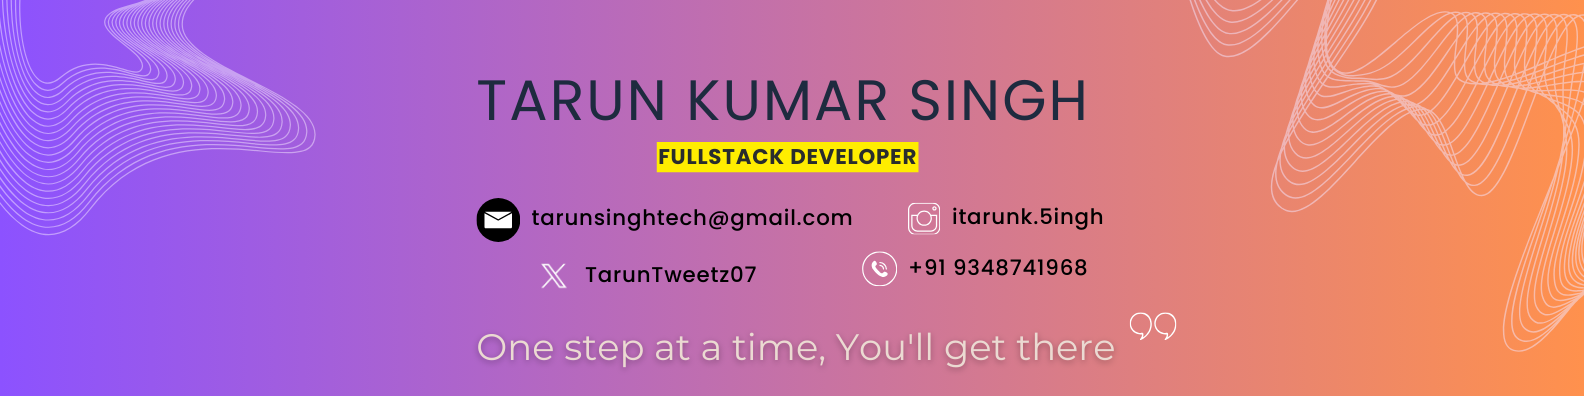 TARUN KUMAR SINGH
FULLSTACK DEVELOPER
tarunsinghtech@gmail.com
itarunk.5ingh
TarunTweetz07
+91 9348741968
One step at a time, You'll get there